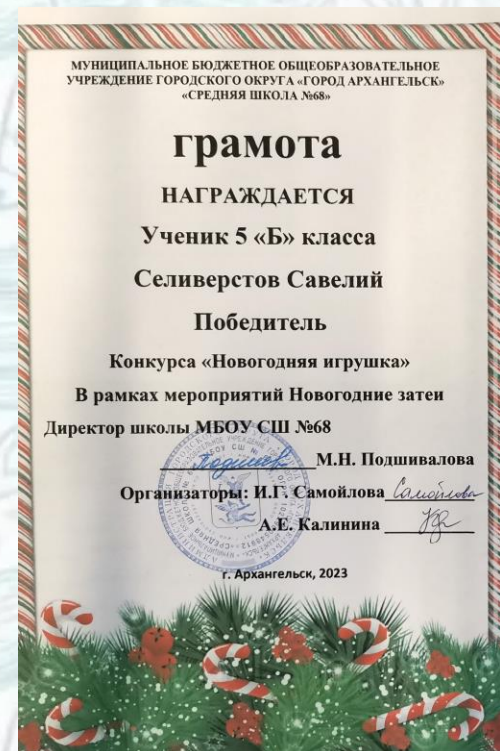 МУНИЦИПАЛЬНОЕ БЮДЖЕТНОЕ ОБЩЕОБРАЗОВАТЕЛЬНОЕ
УЧРЕЖДЕНИЕ ГОРОДСКОГО ОКРУГА «ГОРОД АРХАНГЕЛЬСК»
«СРЕДНЯЯ ШКОЛА №68»
грамота
НАГРАЖДАЕТСЯ
Ученик 5 «Б» класса
Селиверстов Савелий
Победитель
Конкурса «Новогодняя игрушка»
В рамках мероприятий Новогодние затеи
Директор школы МБОУ СШ №68
М.Н. Подшивалова
Организаторы: И.Г. Самойлова Самойлова
А.Е. Калинина
г. Архангельск, 2023